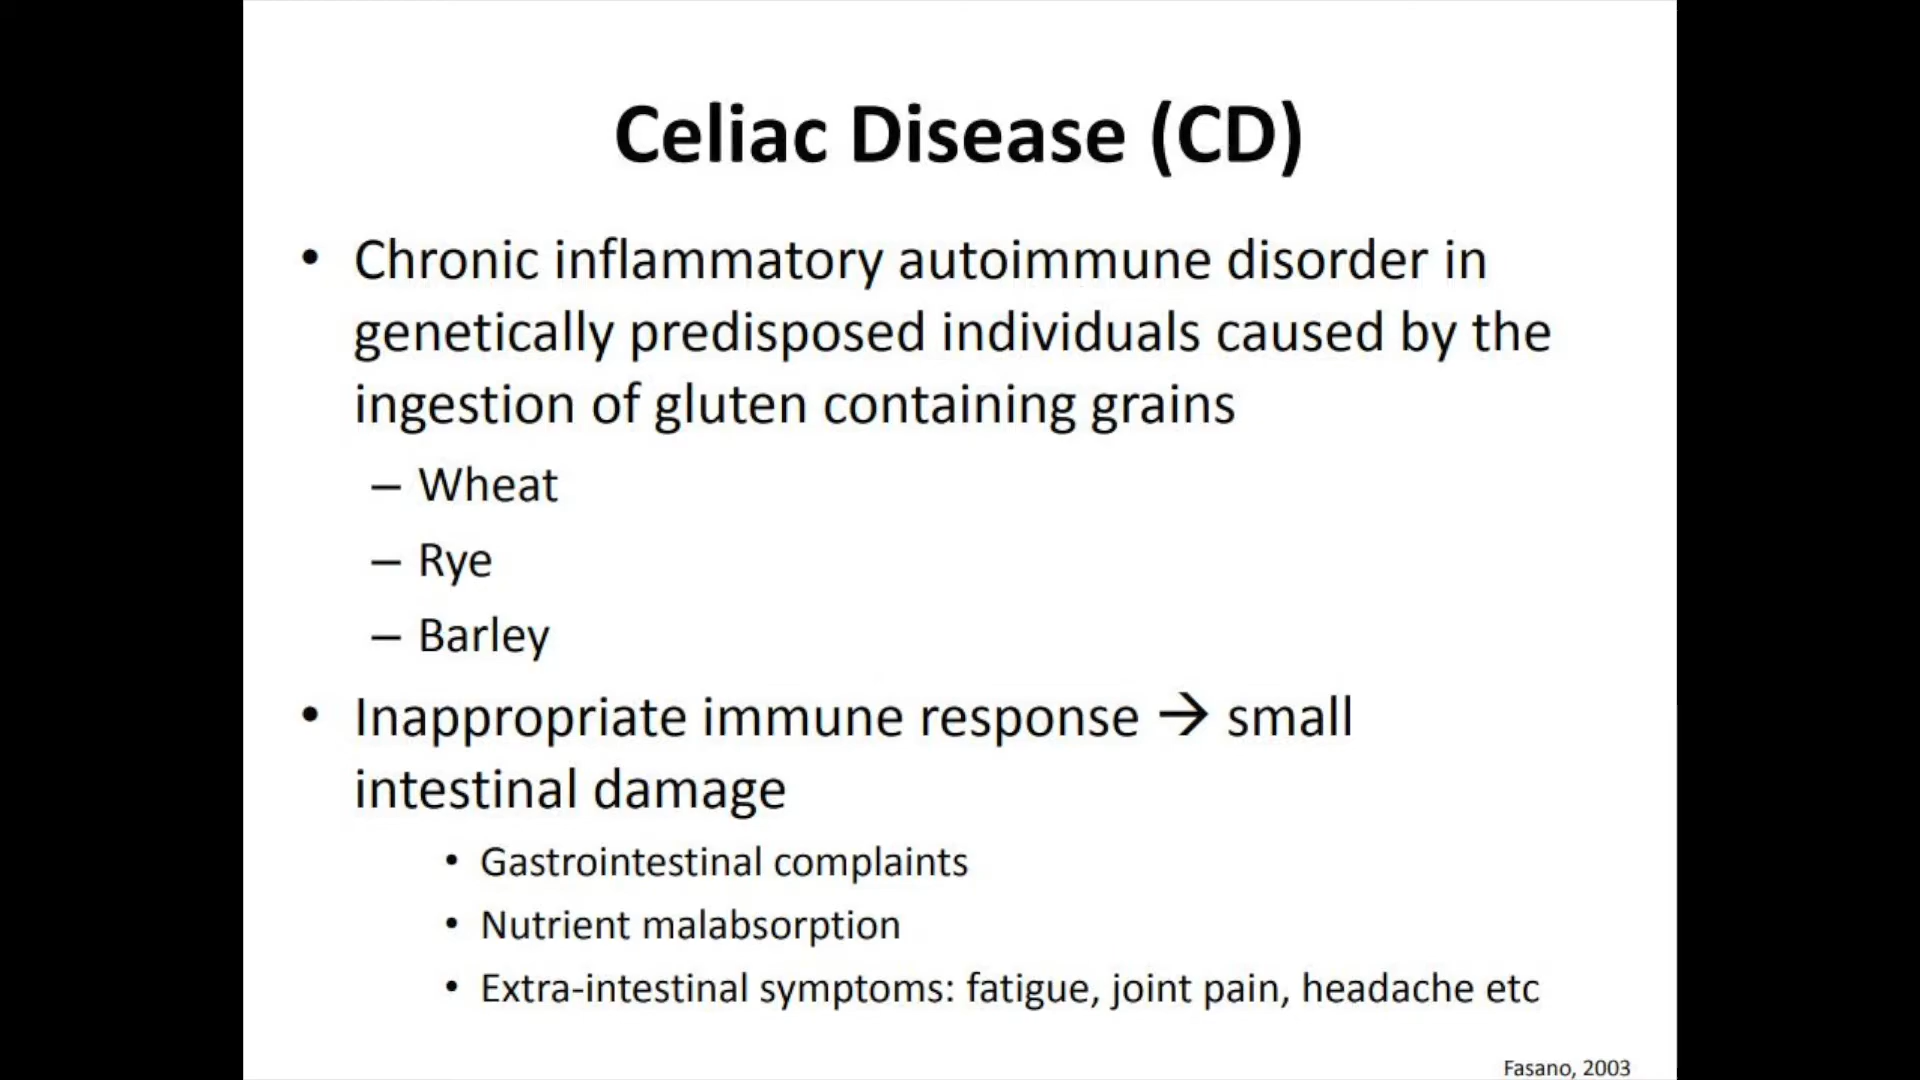 Celiac Disease (CD)
• Chronic inflammatory autoimmune disorder in
genetically predisposed individuals caused by the
ingestion of gluten containing grains
– Wheat
– Rye
– Barley
• Inappropriate immune response → small
intestinal damage
• Gastrointestinal complaints
• Nutrient malabsorption
• Extra-intestinal symptoms: fatigue, joint pain, headache etc
Fasano, 2003